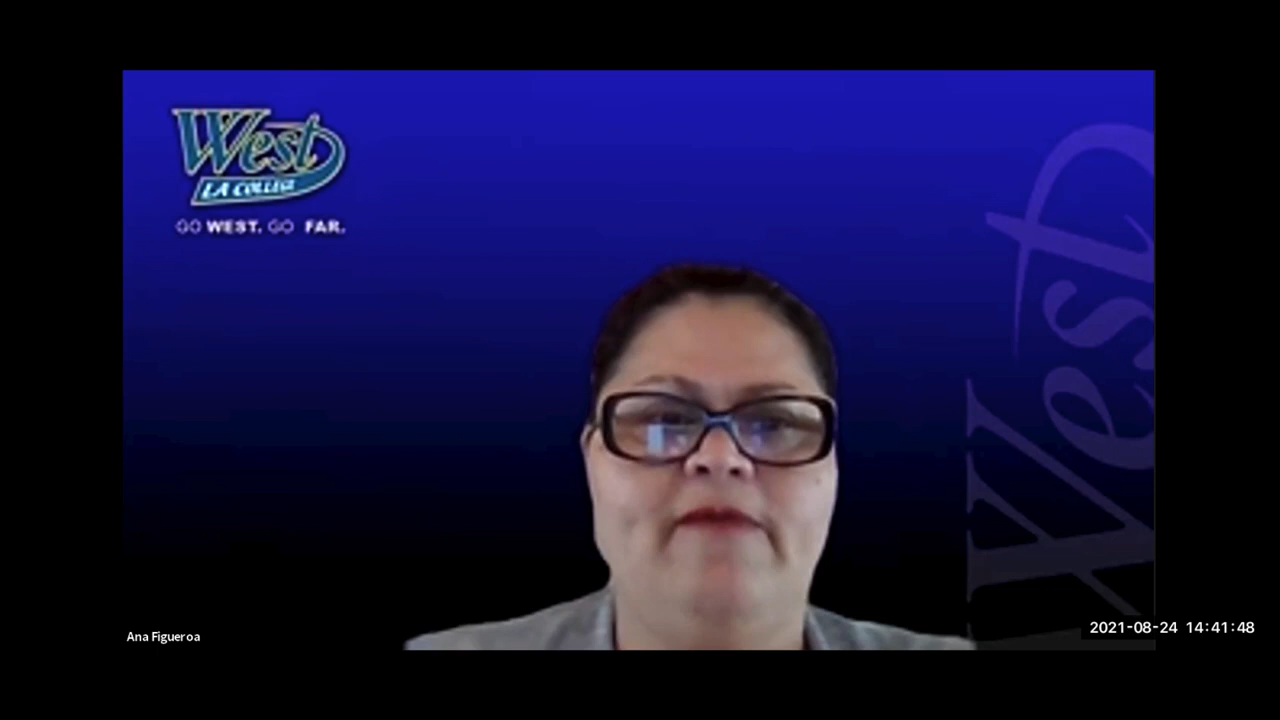 West
LA COLLEGE
GO WEST. GO FAR.
West
Ana Figueroa
2021-08-24 14:41:48